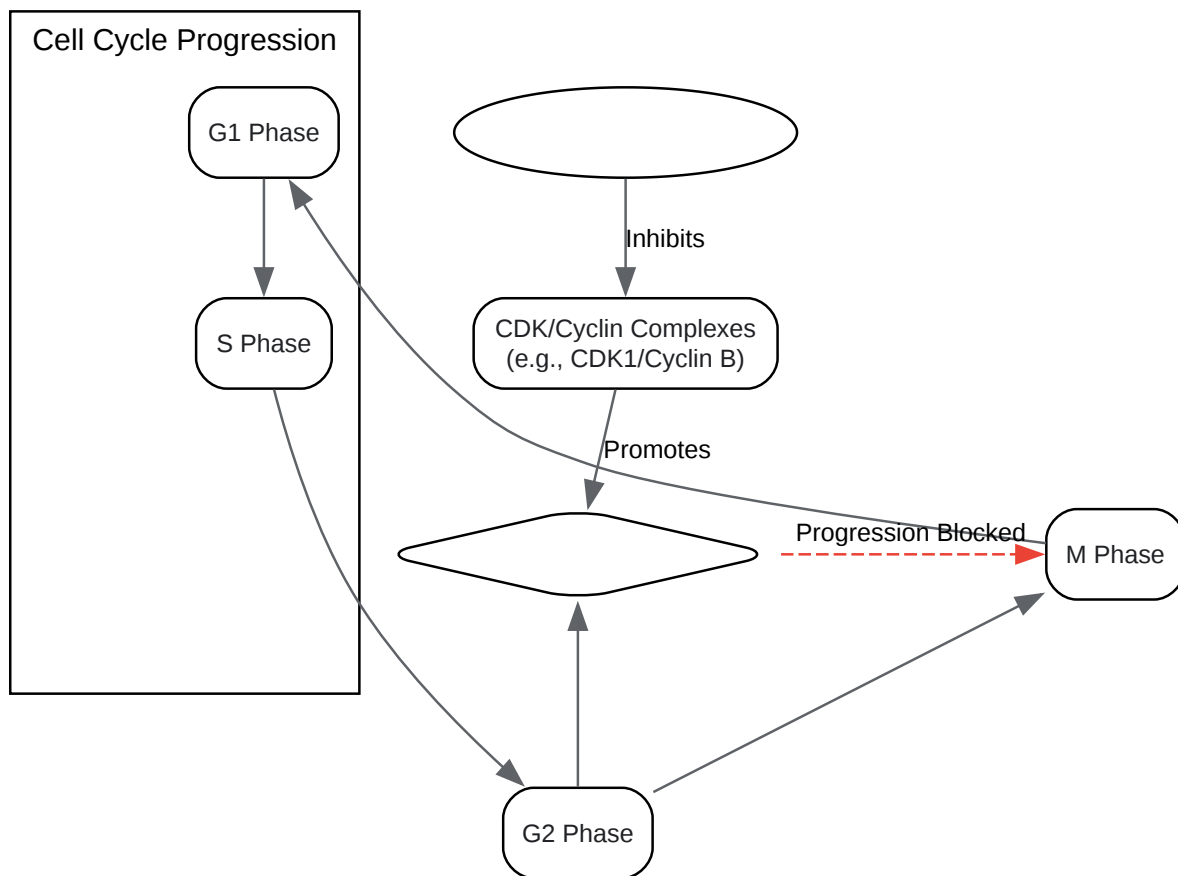 Cell Cycle Progression
G1 Phase
Inhibits
S Phase
CDK/Cyclin Complexes
(e.g., CDK1/Cyclin B)
Promotes
Progression Blocked
M Phase
G2 Phase